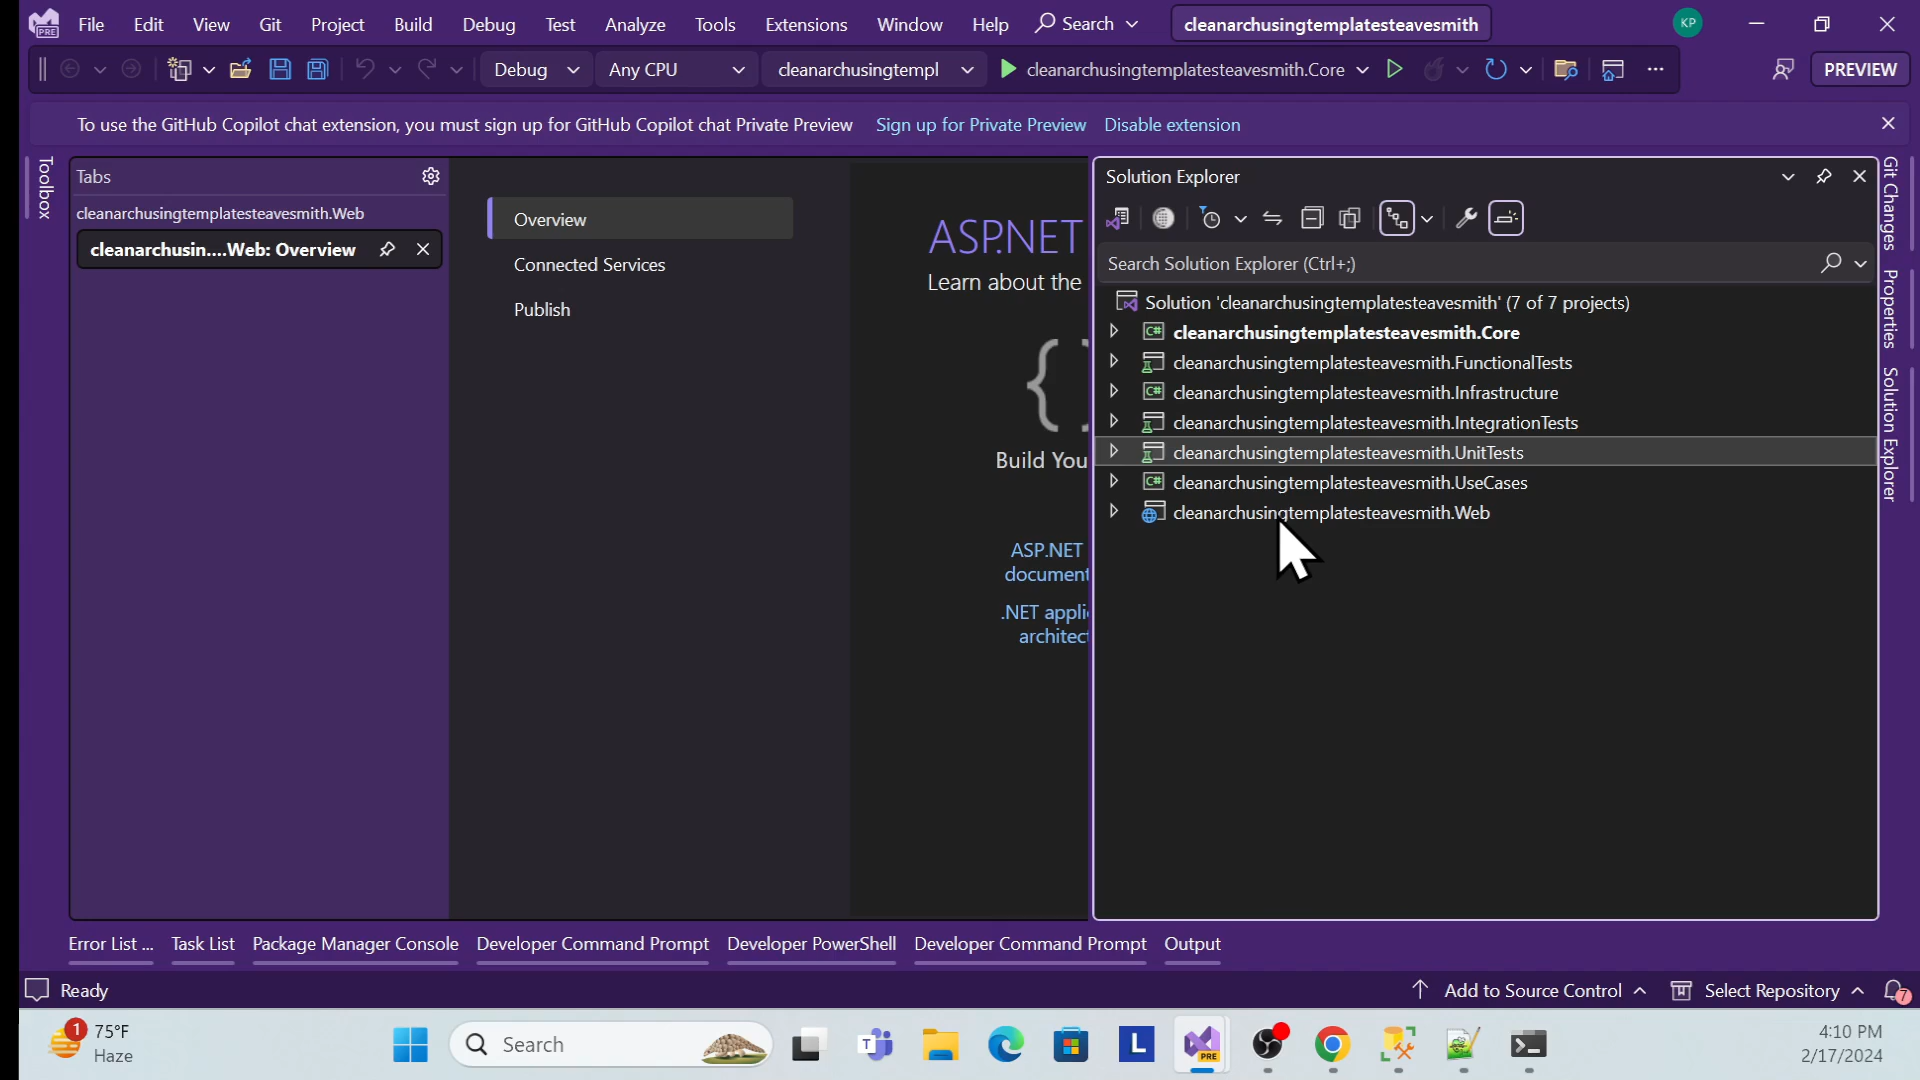 File Edit View Git Project Build Debug Test Analyze Tools Extensions Window Help Search cleanarchusingtemplatesteavesmith KP
Debug Any CPU cleanarchusingtempl cleanarchusingtemplatesteavesmith.Core PREVIEW
To use the GitHub Copilot chat extension, you must sign up for GitHub Copilot chat Private Preview Sign up for Private Preview Disable extension
Toolbox
Tabs
cleanarchusingtemplatesteavesmith.Web
cleanarchusin....Web: Overview
Overview
Connected Services
Publish
ASP.NET
Learn about the
Build You
ASP.NET
document
.NET appli
architect
Solution Explorer
Search Solution Explorer (Ctrl+;)
Solution 'cleanarchusingtemplatesteavesmith' (7 of 7 projects)
cleanarchusingtemplatesteavesmith.Core
cleanarchusingtemplatesteavesmith.FunctionalTests
cleanarchusingtemplatesteavesmith.Infrastructure
cleanarchusingtemplatesteavesmith.IntegrationTests
cleanarchusingtemplatesteavesmith.UnitTests
cleanarchusingtemplatesteavesmith.UseCases
cleanarchusingtemplatesteavesmith.Web
Git Changes
Properties
Solution Explorer
Error List ... Task List Package Manager Console Developer Command Prompt Developer PowerShell Developer Command Prompt Output
Ready Add to Source Control Select Repository 7
1 75°F
Haze
Search
PRE
4:10 PM
2/17/2024